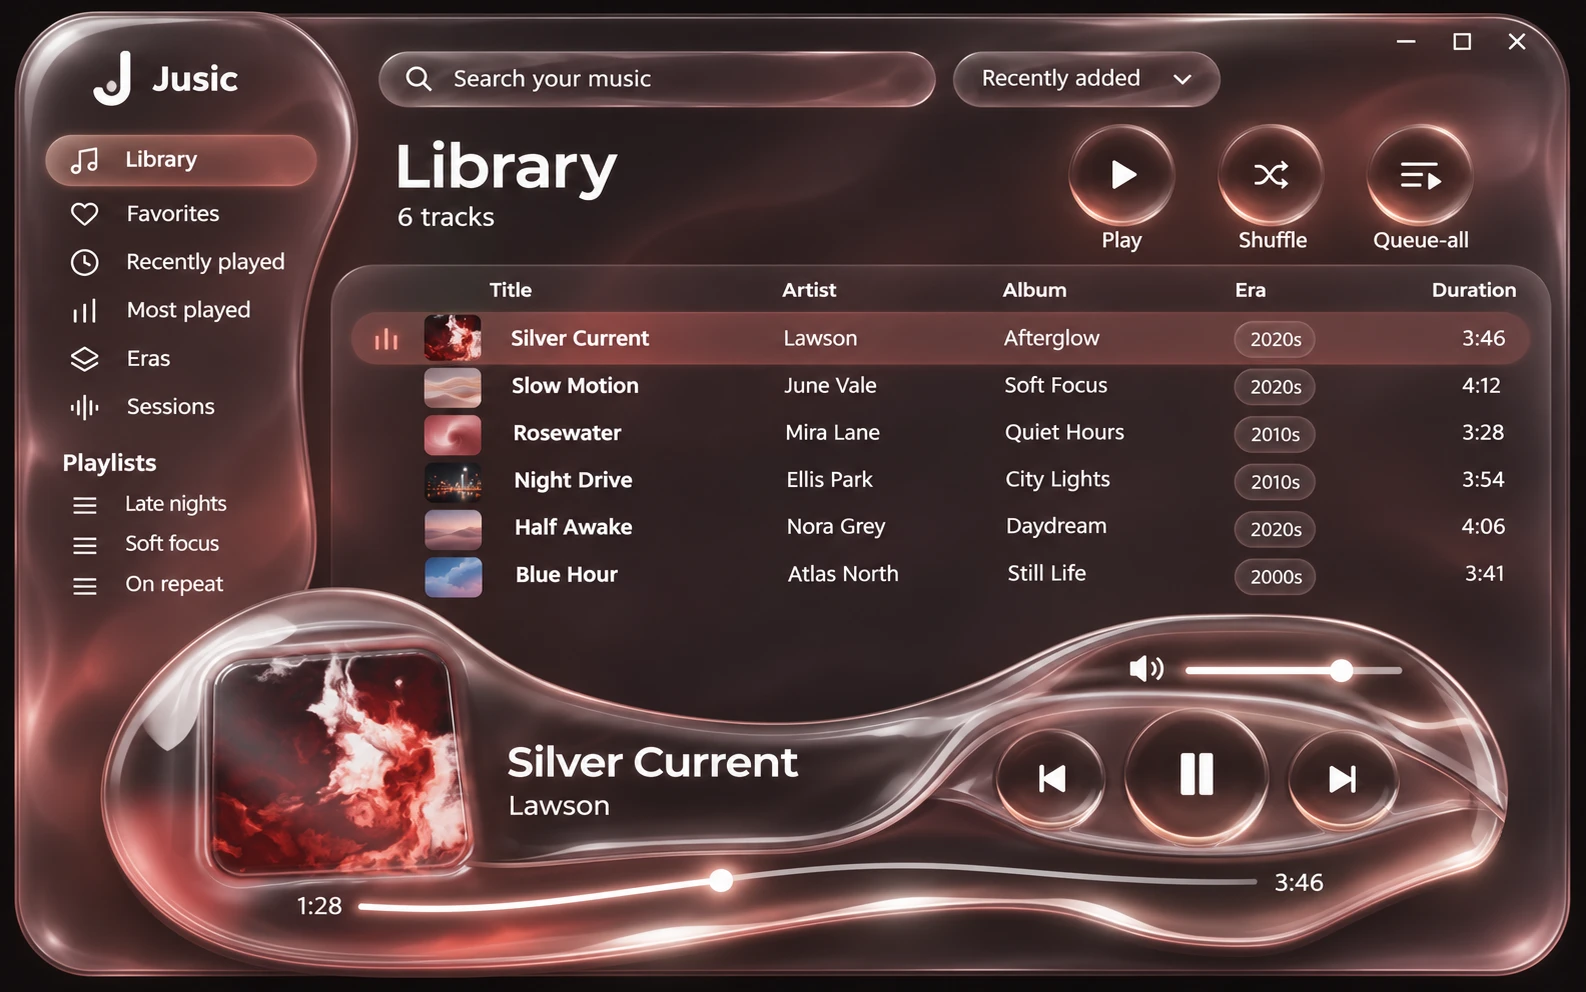 Jusic
Search your music
Recently added
Library
Favorites
Recently played
Most played
Eras
Sessions
Playlists
Late nights
Soft focus
On repeat
Library
6 tracks
Play
Shuffle
Queue-all
Title Artist Album Era Duration
Silver Current Lawson Afterglow 2020s 3:46
Slow Motion June Vale Soft Focus 2020s 4:12
Rosewater Mira Lane Quiet Hours 2010s 3:28
Night Drive Ellis Park City Lights 2010s 3:54
Half Awake Nora Grey Daydream 2020s 4:06
Blue Hour Atlas North Still Life 2000s 3:41
Silver Current
Lawson
1:28
3:46